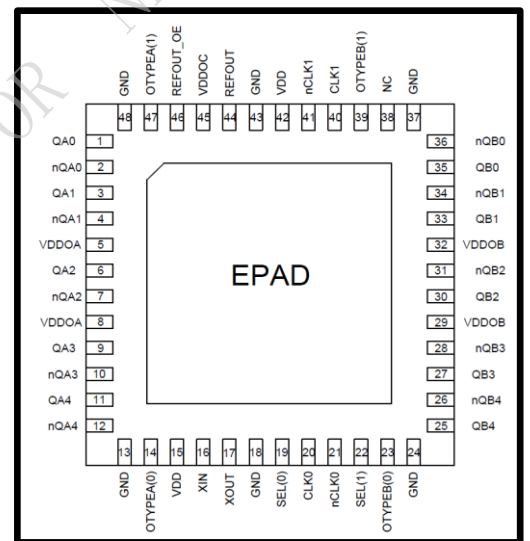 OR
GND
OTYPEA(1)
REFOUT_OE
VDDOC
REFOUT
GND
VDD
nCLK1
CLK1
OTYPEB(1)
NC
GND
48
47
46
45
44
43
42
41
40
39
38
37
QA0 1
nQA0 2
QA1 3
nQA1 4
VDDOA 5
QA2 6
nQA2 7
VDDOA 8
QA3 9
nQA3 10
QA4 11
nQA4 12
EPAD
36 nQB0
35 QB0
34 nQB1
33 QB1
32 VDDOB
31 nQB2
30 QB2
29 VDDOB
28 nQB3
27 QB3
26 nQB4
25 QB4
13
14
15
16
17
18
19
20
21
22
23
24
GND
OTYPEA(0)
VDD
XIN
XOUT
GND
SEL(0)
CLK0
nCLK0
SEL(1)
OTYPEB(0)
GND